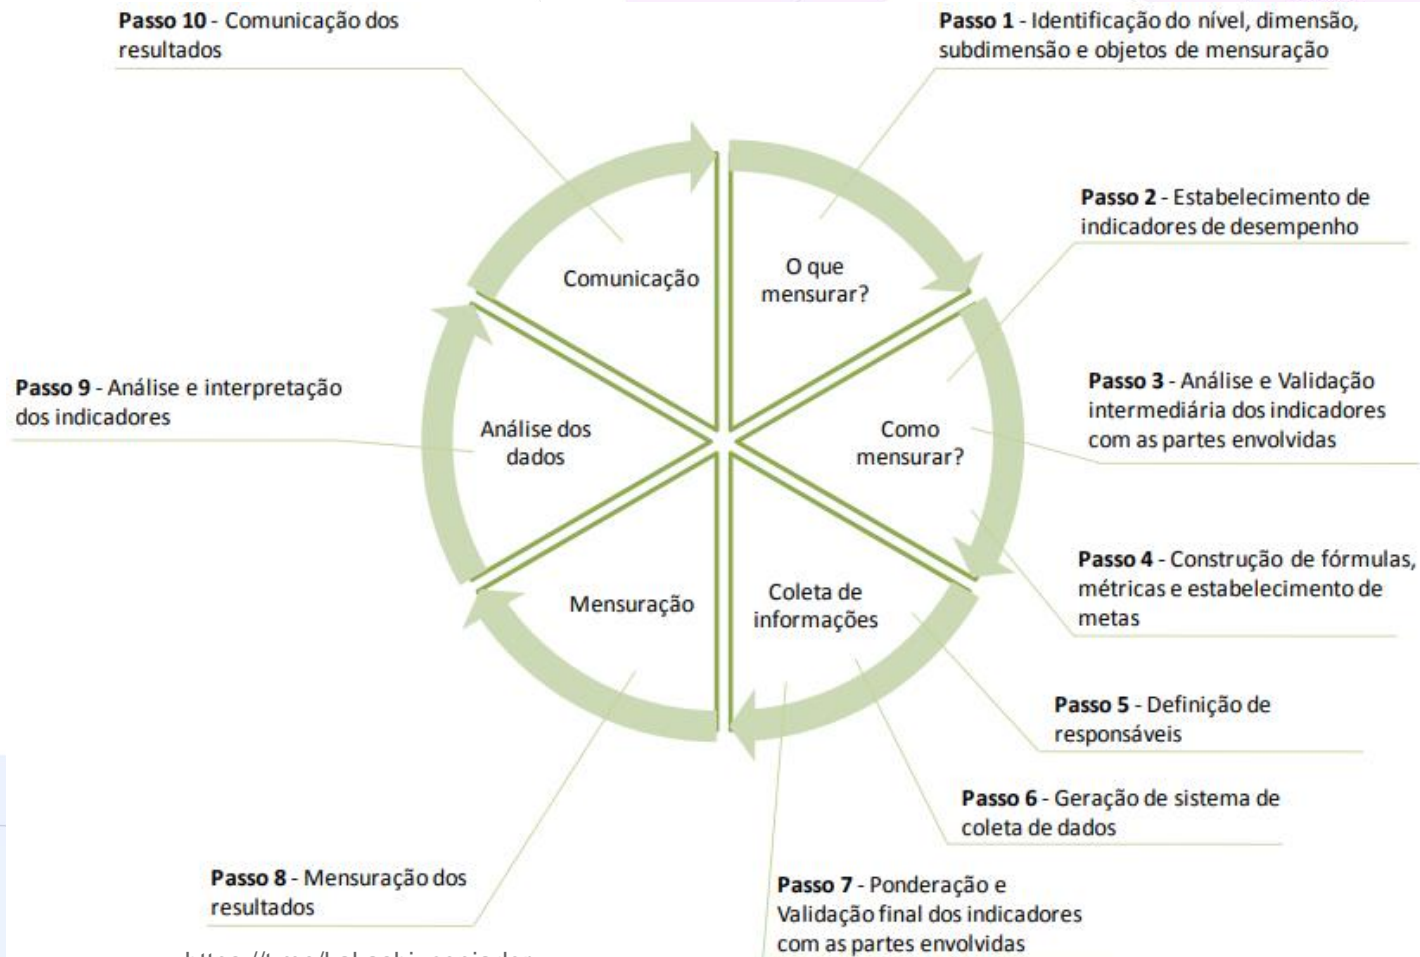 Passo 10 - Comunicação dos
resultados
Passo 1 - Identificação do nível, dimensão,
subdimensão e objetos de mensuração
Passo 2 - Estabelecimento de
indicadores de desempenho
Comunicação
O que
mensurar?
Passo 9 - Análise e interpretação
dos indicadores
Passo 3 - Análise e Validação
intermediária dos indicadores
com as partes envolvidas
Análise dos
dados
Como
mensurar?
Passo 4 - Construção de fórmulas,
métricas e estabelecimento de
metas
Mensuração
Coleta de
informações
Passo 5 - Definição de
responsáveis
Passo 6 - Geração de sistema de
coleta de dados
Passo 8 - Mensuração dos
resultados
Passo 7 - Ponderação e
Validação final dos indicadores
com as partes envolvidas